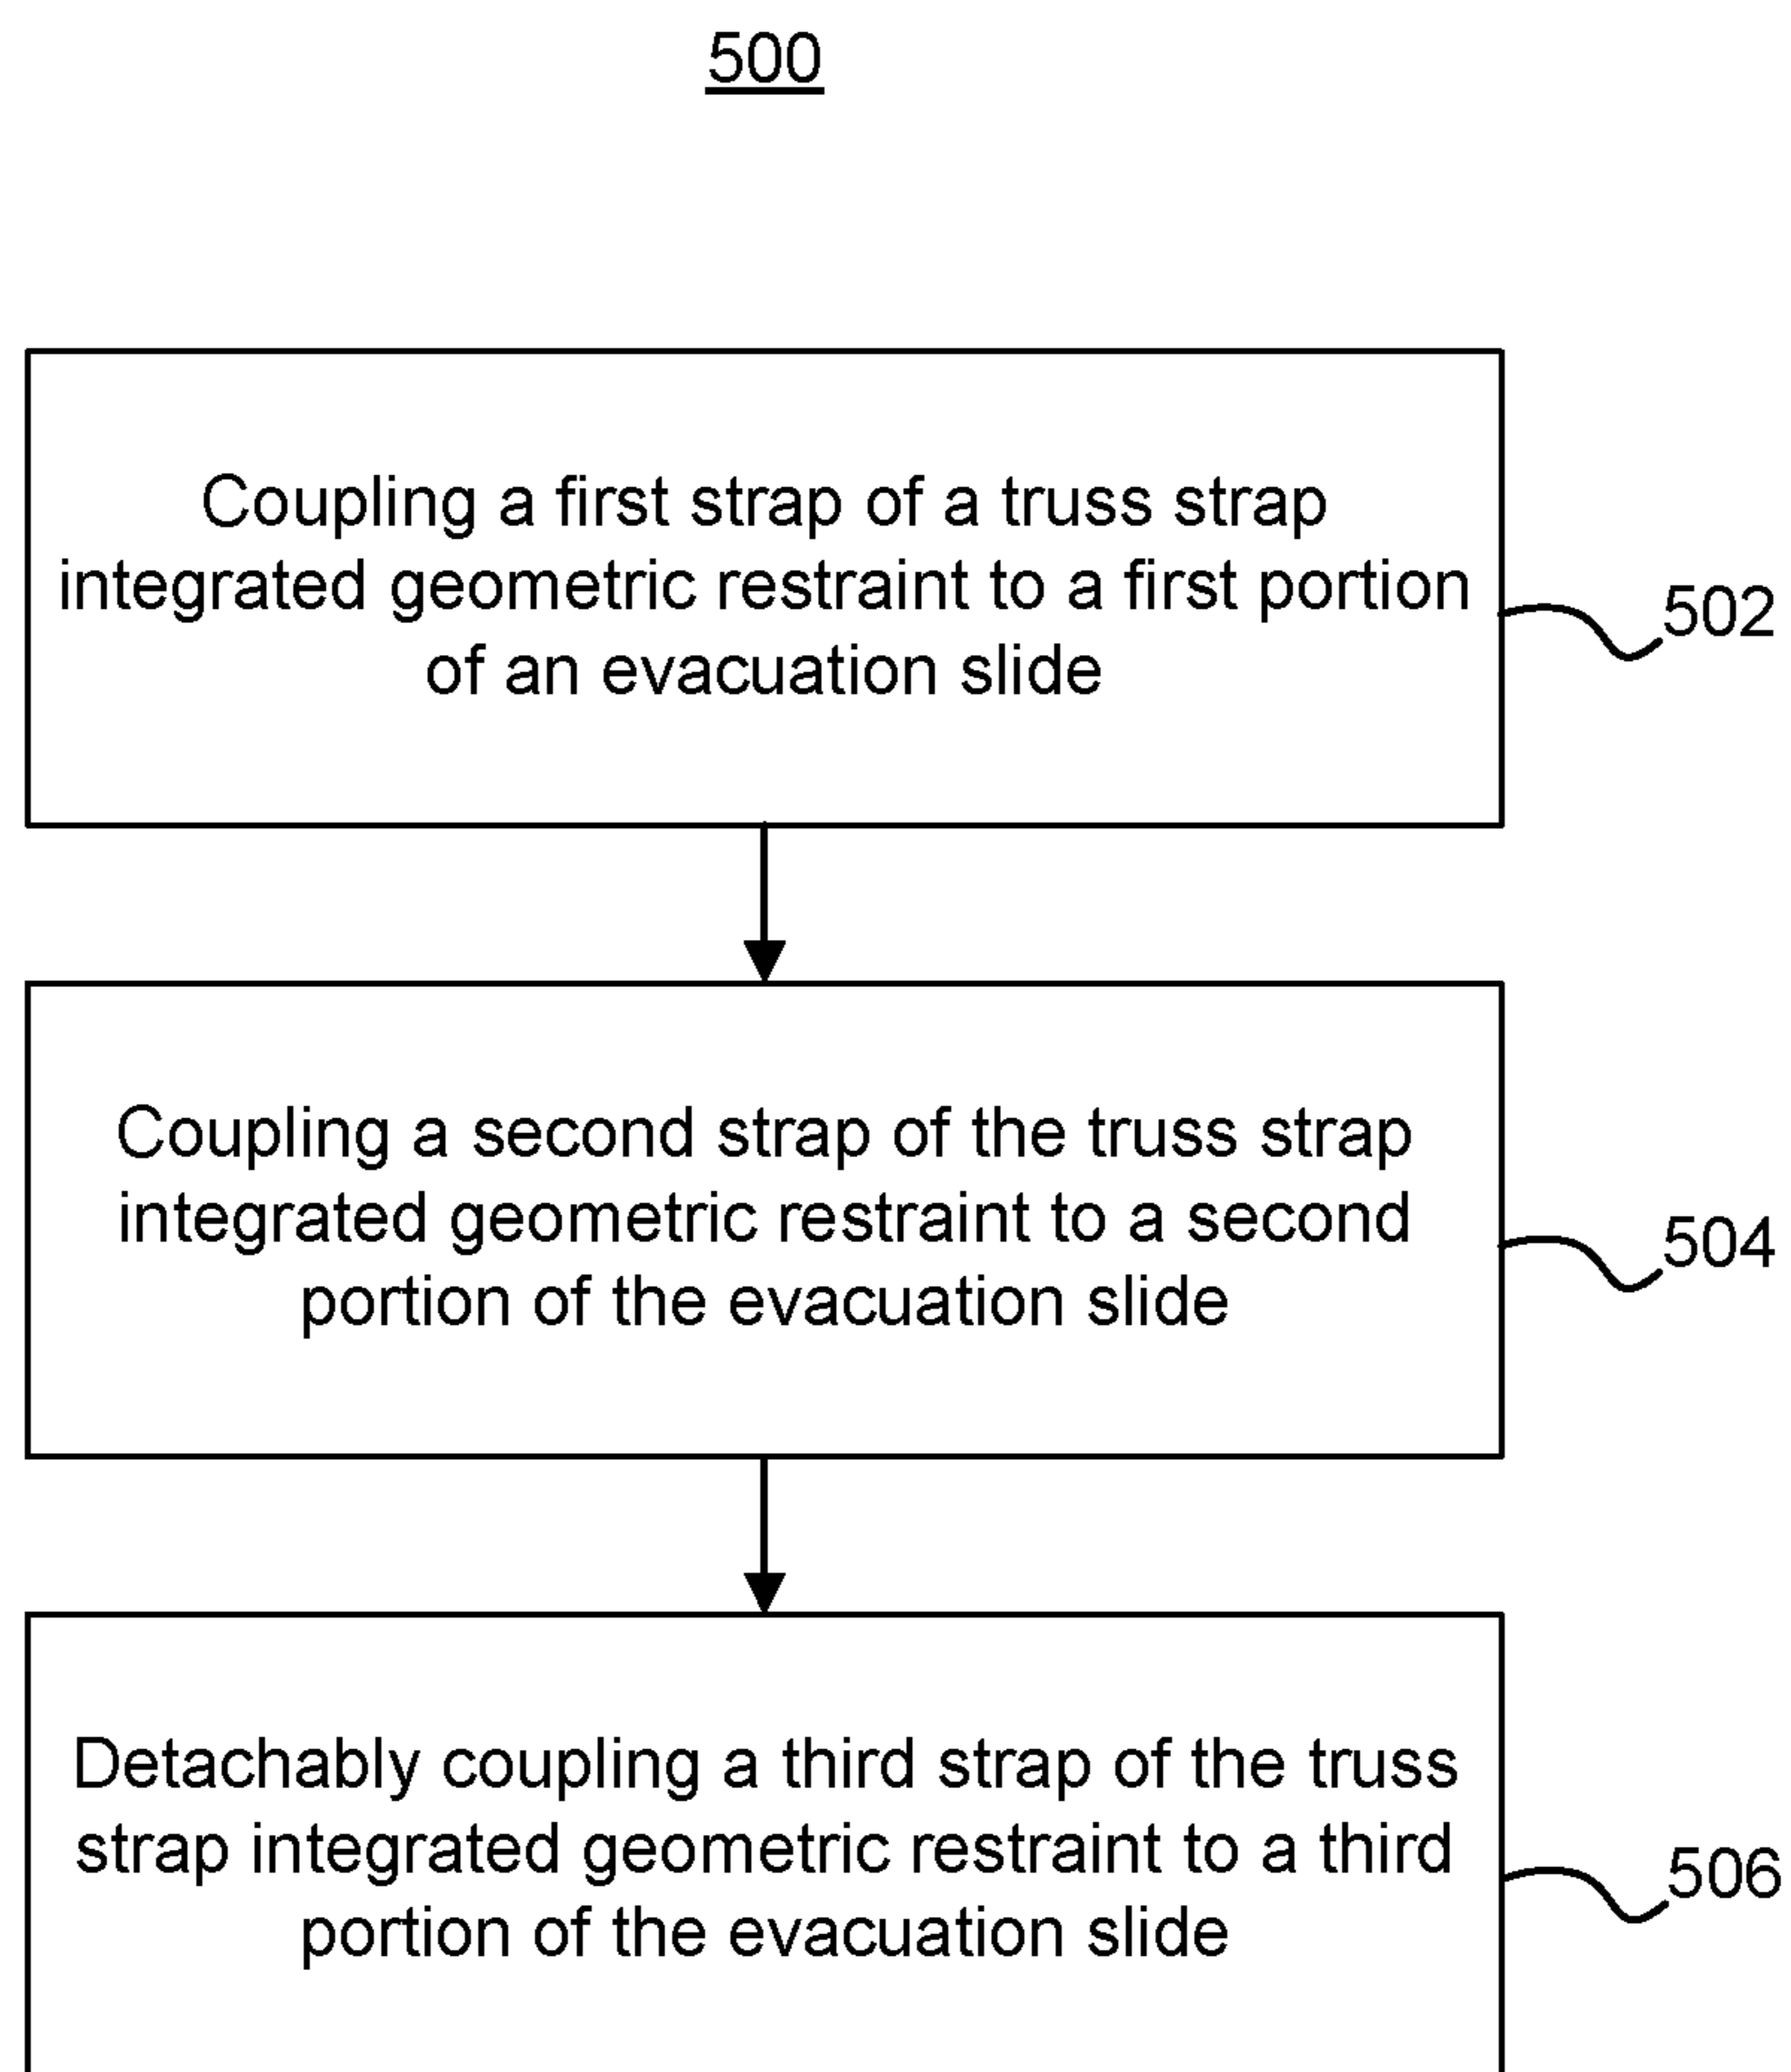 500
Coupling a first strap of a truss strap
integrated geometric restraint to a first portion
of an evacuation slide
502
Coupling a second strap of the truss strap
integrated geometric restraint to a second
portion of the evacuation slide
504
Detachably coupling a third strap of the truss
strap integrated geometric restraint to a third
portion of the evacuation slide
506